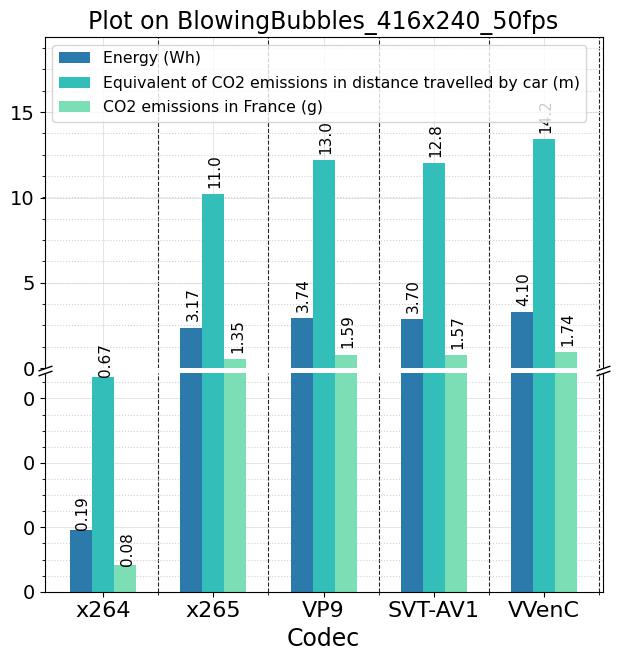 Plot on BlowingBubbles_416x240_50fps
Energy (Wh)
Equivalent of CO2 emissions in distance travelled by car (m)
CO2 emissions in France (g)
15
10
5
0
0
0
0
0
0.19
0.67
0.08
3.17
11.0
1.35
3.74
13.0
1.59
3.70
12.8
1.57
4.10
14.2
1.74
x264
x265
VP9
SVT-AV1
VVenC
Codec